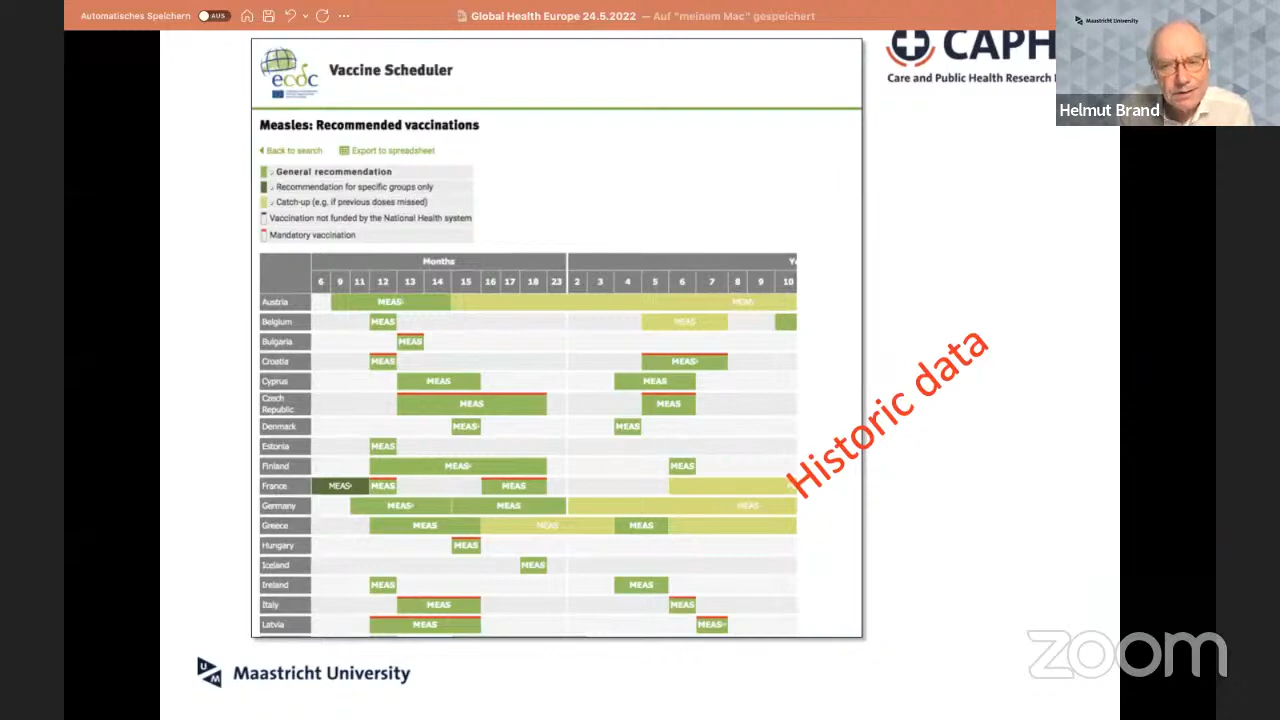 Automatisches Speichern AUS
Global Health Europe 24.5.2022 — Auf "meinem Mac" gespeichert
Maastricht University
Helmut Brand
CAPH
Care and Public Health Research
ecdc
Vaccine Scheduler
Measles: Recommended vaccinations
Back to search Export to spreadsheet
General recommendation
Recommendation for specific groups only
Catch-up (e.g. if previous doses missed)
Vaccination not funded by the National Health system
Mandatory vaccination
Months
6 9 11 12 13 14 15 16 17 18 23 2 3 4 5 6 7 8 9 10
Austria MEAS MEAS
Belgium MEAS MEAS
Bulgaria MEAS
Croatia MEAS MEAS
Cyprus MEAS MEAS
Czech
Republic MEAS MEAS
Denmark MEAS MEAS
Estonia MEAS
Finland MEAS MEAS
France MEAS MEAS MEAS
Germany MEAS MEAS MEAS
Greece MEAS MEAS MEAS
Hungary MEAS
Iceland MEAS
Ireland MEAS MEAS
Italy MEAS MEAS
Latvia MEAS MEAS
Historic data
UM
Maastricht University
zoom